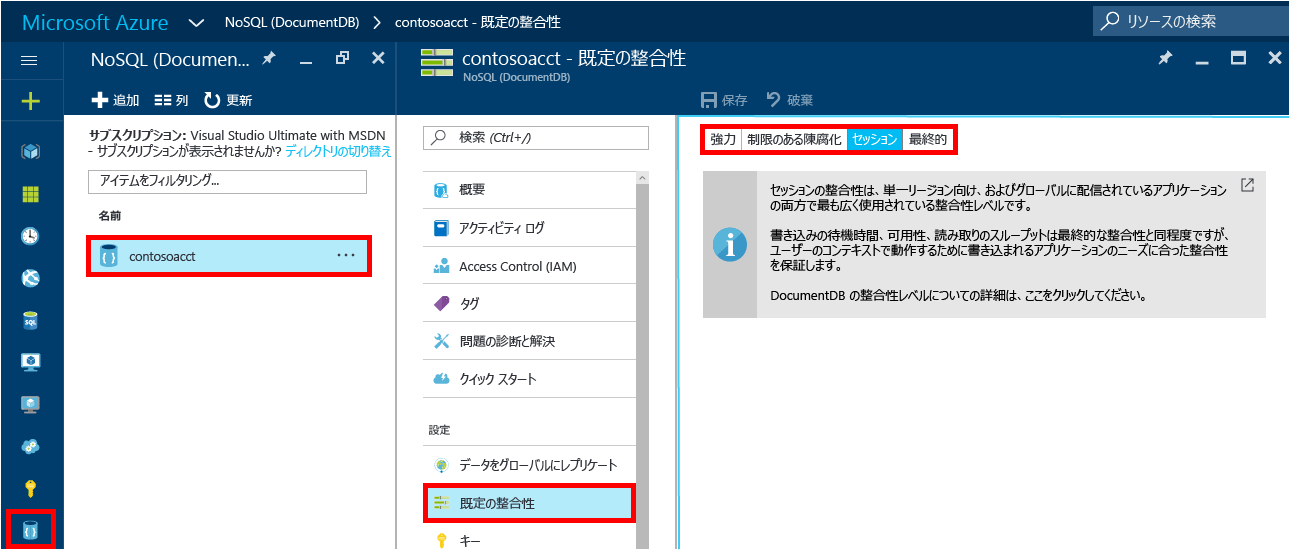 Microsoft Azure
NoSQL (DocumentDB)
contosoacct - 既定の整合性
リソースの検索
NoSQL (Documen...
追加
列
更新
サブスクリプション: Visual Studio Ultimate with MSDN
- サブスクリプションが表示されませんか? ディレクトリの切り替え
アイテムをフィルタリング...
名前
contosoacct
...
SQL
contosoacct - 既定の整合性
NoSQL (DocumentDB)
検索 (Ctrl+/)
概要
アクティビティ ログ
Access Control (IAM)
タグ
問題の診断と解決
クイック スタート
設定
データをグローバルにレプリケート
既定の整合性
キー
保存
破棄
強力
制限のある陳腐化
セッション
最終的
セッションの整合性は、単一リージョン向け、およびグローバルに配信されているアプリケーション
の両方で最も広く使用されている整合性レベルです。
書き込みの待機時間、可用性、読み取りのスループットは最終的な整合性と同程度ですが、
ユーザーのコンテキストで動作するために書き込まれるアプリケーションのニーズに合った整合性
を保証します。
DocumentDB の整合性レベルについての詳細は、ここをクリックしてください。